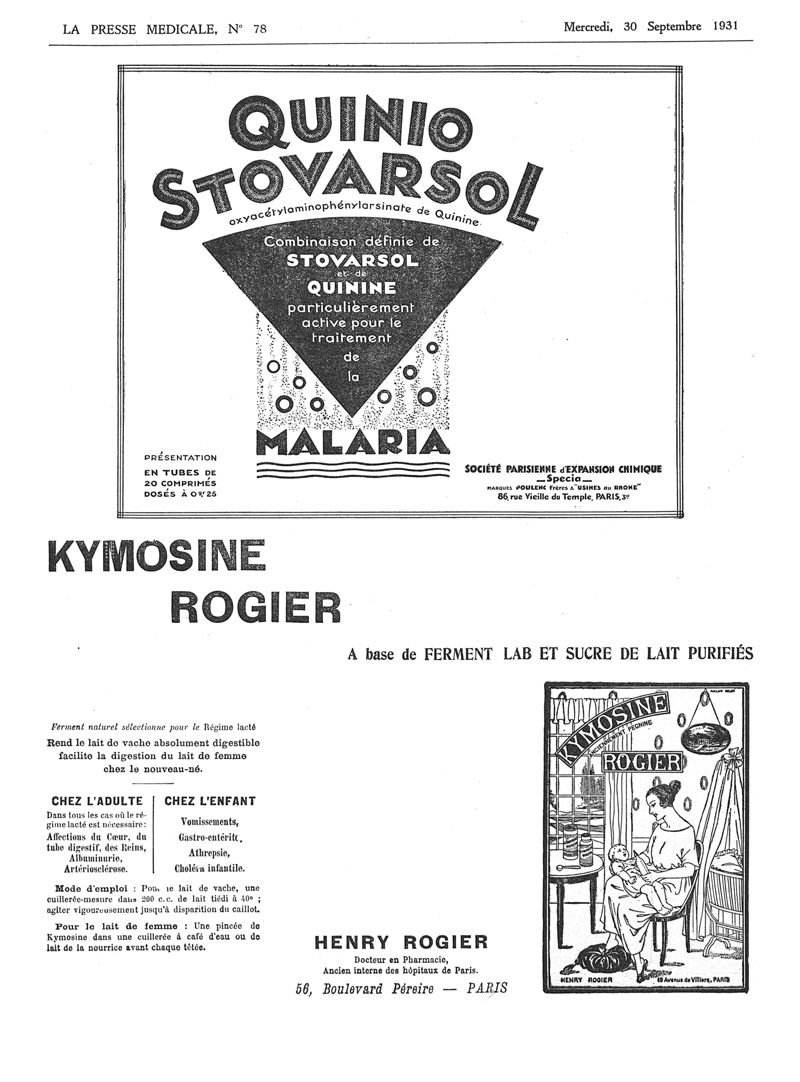 LA PRESSE MEDICALE, N° 78
Mercredi, 30 Septembre 1931
QUINIO
STOVARSOL
oxyacétylaminophénylarsinate de Quinine.
Combinaison définie de
STOVARSOL
et de
QUININE
particulièrement
active pour le
traitement
de
la
MALARIA
PRÉSENTATION
EN TUBES DE
20 COMPRIMÉS
DOSÉS À 0gr 25
SOCIÉTÉ PARISIENNE d'EXPANSION CHIMIQUE
_Specia_
MARQUES POULENC Frères & "USINES du RHONE"
86, rue Vieille du Temple, PARIS, 3e
KYMOSINE
ROGIER
A base de FERMENT LAB ET SUCRE DE LAIT PURIFIÉS
Ferment naturel sélectionne pour le Régime lacté
Rend le lait de vache absolument digestible
facilite la digestion du lait de femme
chez le nouveau-né.
CHEZ L'ADULTE
Dans tous les cas où le ré-
gime lacté est nécessaire:
Affections du Cœur, du
tube digestif, des Reins,
Albuminurie,
Artériosclérose.
CHEZ L'ENFANT
Vomissements,
Gastro-entérite,
Athrepsie,
Choléra infantile.
Mode d'emploi : Pour le lait de vache, une
cuillerée-mesure dans 200 c. c. de lait tiédi à 40° ;
agiter vigoureusement jusqu'à disparition du caillot.
Pour le lait de femme : Une pincée de
Kymosine dans une cuillerée à café d'eau ou de
lait de la nourrice avant chaque tétée.
HENRY ROGIER
Docteur en Pharmacie,
Ancien interne des hôpitaux de Paris.
56, Boulevard Péreire — PARIS
KYMOSINE
ANCIENNEMENT PEGNINE
ROGIER
HENRY ROGIER
19 Avenue de Villiers, PARIS